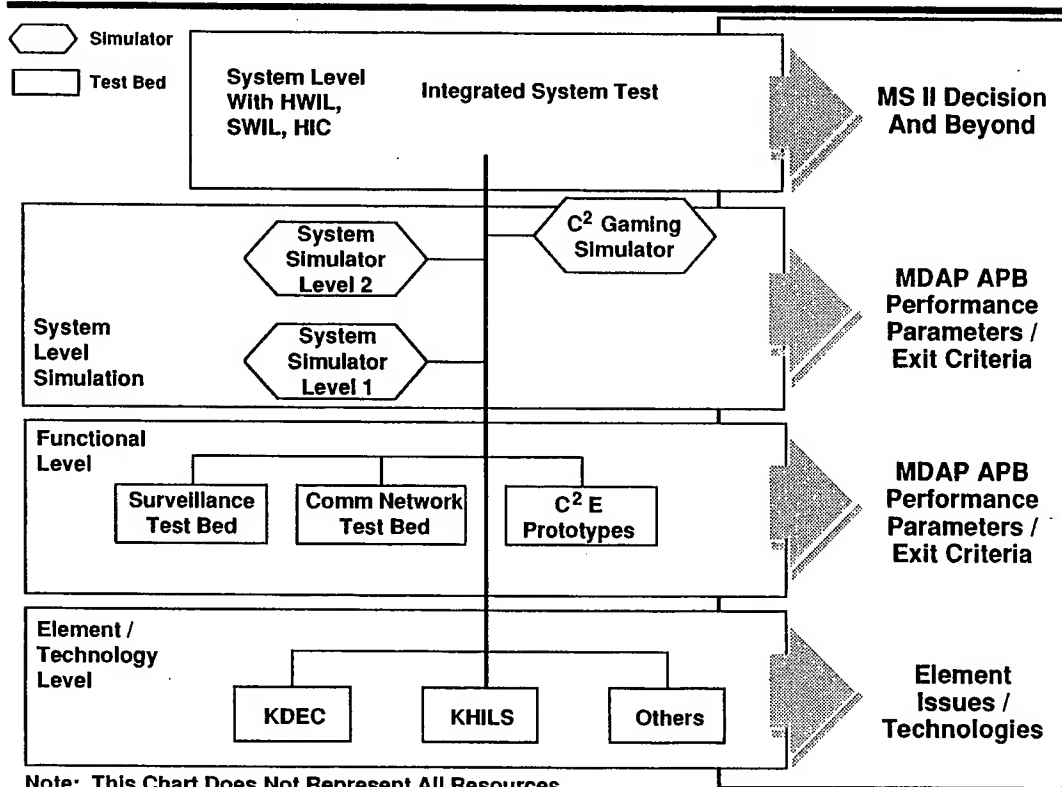 Simulator
Test Bed
System Level
With HWIL,
SWIL, HIC
Integrated System Test
MS II Decision
And Beyond
System
Level
Simulation
System
Simulator
Level 2
C² Gaming
Simulator
System
Simulator
Level 1
MDAP APB
Performance
Parameters /
Exit Criteria
Functional
Level
Surveillance
Test Bed
Comm Network
Test Bed
C² E
Prototypes
MDAP APB
Performance
Parameters /
Exit Criteria
Element /
Technology
Level
KDEC
KHILS
Others
Element
Issues /
Technologies
Note: This Chart Does Not Represent All Resources